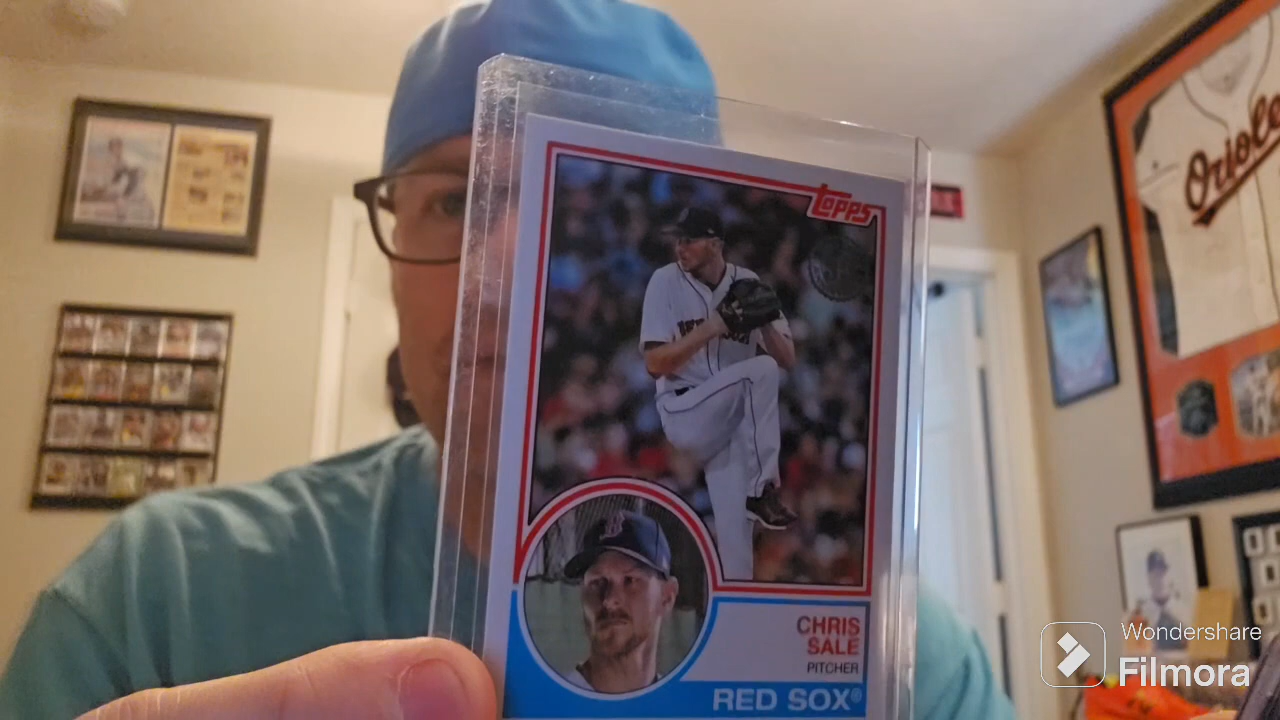 Topps
CHRIS
SALE
PITCHER
RED SOX®
Orioles
Wondershare
Filmora